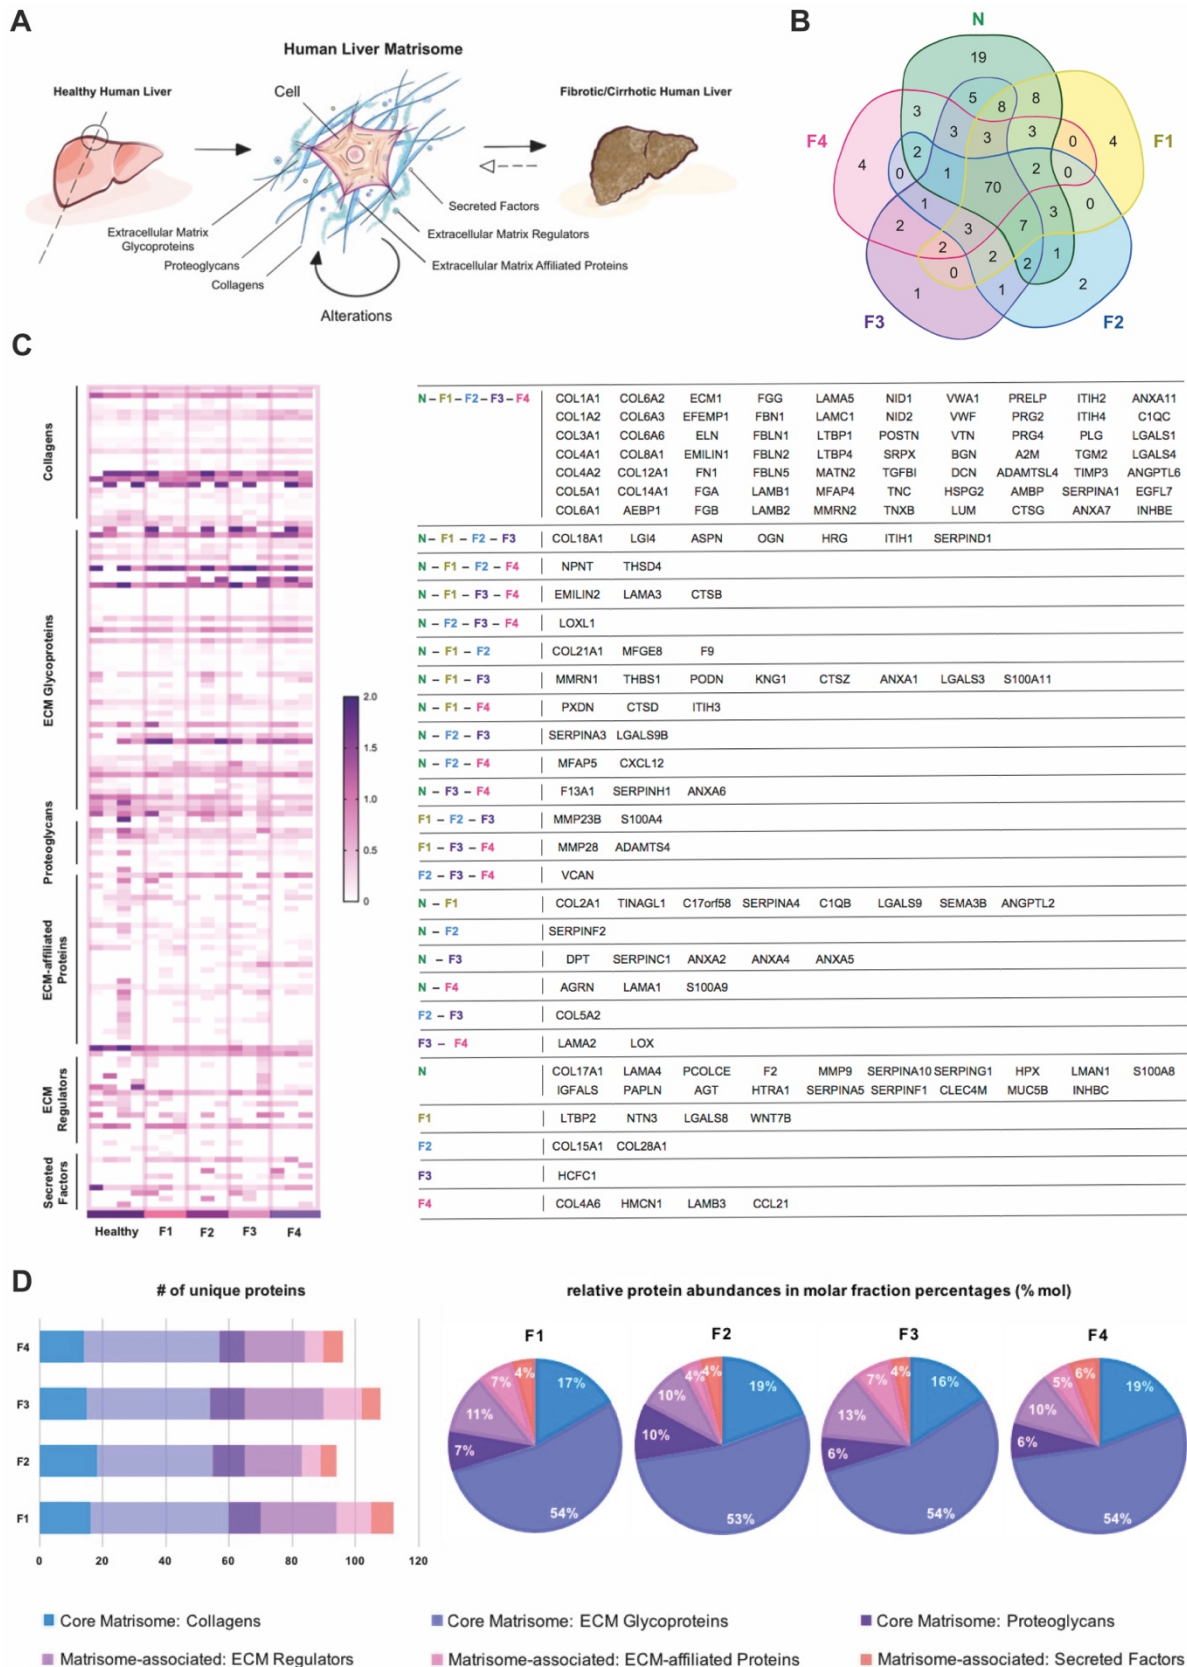 A
Human Liver Matrisome
Healthy Human Liver
Cell
Fibrotic/Cirrhotic Human Liver
Secreted Factors
Extracellular Matrix
Glycoproteins
Extracellular Matrix Regulators
Proteoglycans
Extracellular Matrix Affiliated Proteins
Collagens
Alterations
B
N
F1
F2
F3
F4
19
5
8
8
3
3
3
3
0
4
4
2
2
0
1
0
70
0
1
2
3
3
7
2
2
1
2
0
1
2
1
2
C
Collagens
ECM Glycoproteins
Proteoglycans
ECM-affiliated
Proteins
ECM
Regulators
Secreted
Factors
Healthy F1 F2 F3 F4
2.0
1.5
1.0
0.5
0
N – F1 – F2 – F3 – F4 COL1A1 COL6A2 ECM1 FGG LAMA5 NID1 VWA1 PRELP ITIH2 ANXA11
COL1A2 COL6A3 EFEMP1 FBN1 LAMC1 NID2 VWF PRG2 ITIH4 C1QC
COL3A1 COL6A6 ELN FBLN1 LTBP1 POSTN VTN PRG4 PLG LGALS1
COL4A1 COL8A1 EMILIN1 FBLN2 LTBP4 SRPX BGN A2M TGM2 LGALS4
COL4A2 COL12A1 FN1 FBLN5 MATN2 TGFBI DCN ADAMTSL4 TIMP3 ANGPTL6
COL5A1 COL14A1 FGA LAMB1 MFAP4 TNC HSPG2 AMBP SERPINA1 EGFL7
COL6A1 AEBP1 FGB LAMB2 MMRN2 TNXB LUM CTSG ANXA7 INHBE
N – F1 – F2 – F3 COL18A1 LGI4 ASPN OGN HRG ITIH1 SERPIND1
N – F1 – F2 – F4 NPNT THSD4
N – F1 – F3 – F4 EMILIN2 LAMA3 CTSB
N – F2 – F3 – F4 LOXL1
N – F1 – F2 COL21A1 MFGE8 F9
N – F1 – F3 MMRN1 THBS1 PODN KNG1 CTSZ ANXA1 LGALS3 S100A11
N – F1 – F4 PXDN CTSD ITIH3
N – F2 – F3 SERPINA3 LGALS9B
N – F2 – F4 MFAP5 CXCL12
N – F3 – F4 F13A1 SERPINH1 ANXA6
F1 – F2 – F3 MMP23B S100A4
F1 – F3 – F4 MMP28 ADAMTS4
F2 – F3 – F4 VCAN
N – F1 COL2A1 TINAGL1 C17orf58 SERPINA4 C1QB LGALS9 SEMA3B ANGPTL2
N – F2 SERPINF2
N – F3 DPT SERPINC1 ANXA2 ANXA4 ANXA5
N – F4 AGRN LAMA1 S100A9
F2 – F3 COL5A2
F3 – F4 LAMA2 LOX
N COL17A1 LAMA4 PCOLCE F2 MMP9 SERPINA10 SERPING1 HPX LMAN1 S100A8
IGFALS PAPLN AGT HTRA1 SERPINA5 SERPINF1 CLEC4M MUC5B INHBC
F1 LTBP2 NTN3 LGALS8 WNT7B
F2 COL15A1 COL28A1
F3 HCFC1
F4 COL4A6 HMCN1 LAMB3 CCL21
D
# of unique proteins
F4
F3
F2
F1
0 20 40 60 80 100 120
relative protein abundances in molar fraction percentages (% mol)
F1
4%
17%
7%
11%
7%
54%
F2
4%
4%
19%
10%
10%
53%
F3
4%
7%
16%
13%
6%
54%
F4
6%
5%
19%
10%
6%
54%
Core Matrisome: Collagens
Core Matrisome: ECM Glycoproteins
Core Matrisome: Proteoglycans
Matrisome-associated: ECM Regulators
Matrisome-associated: ECM-affiliated Proteins
Matrisome-associated: Secreted Factors